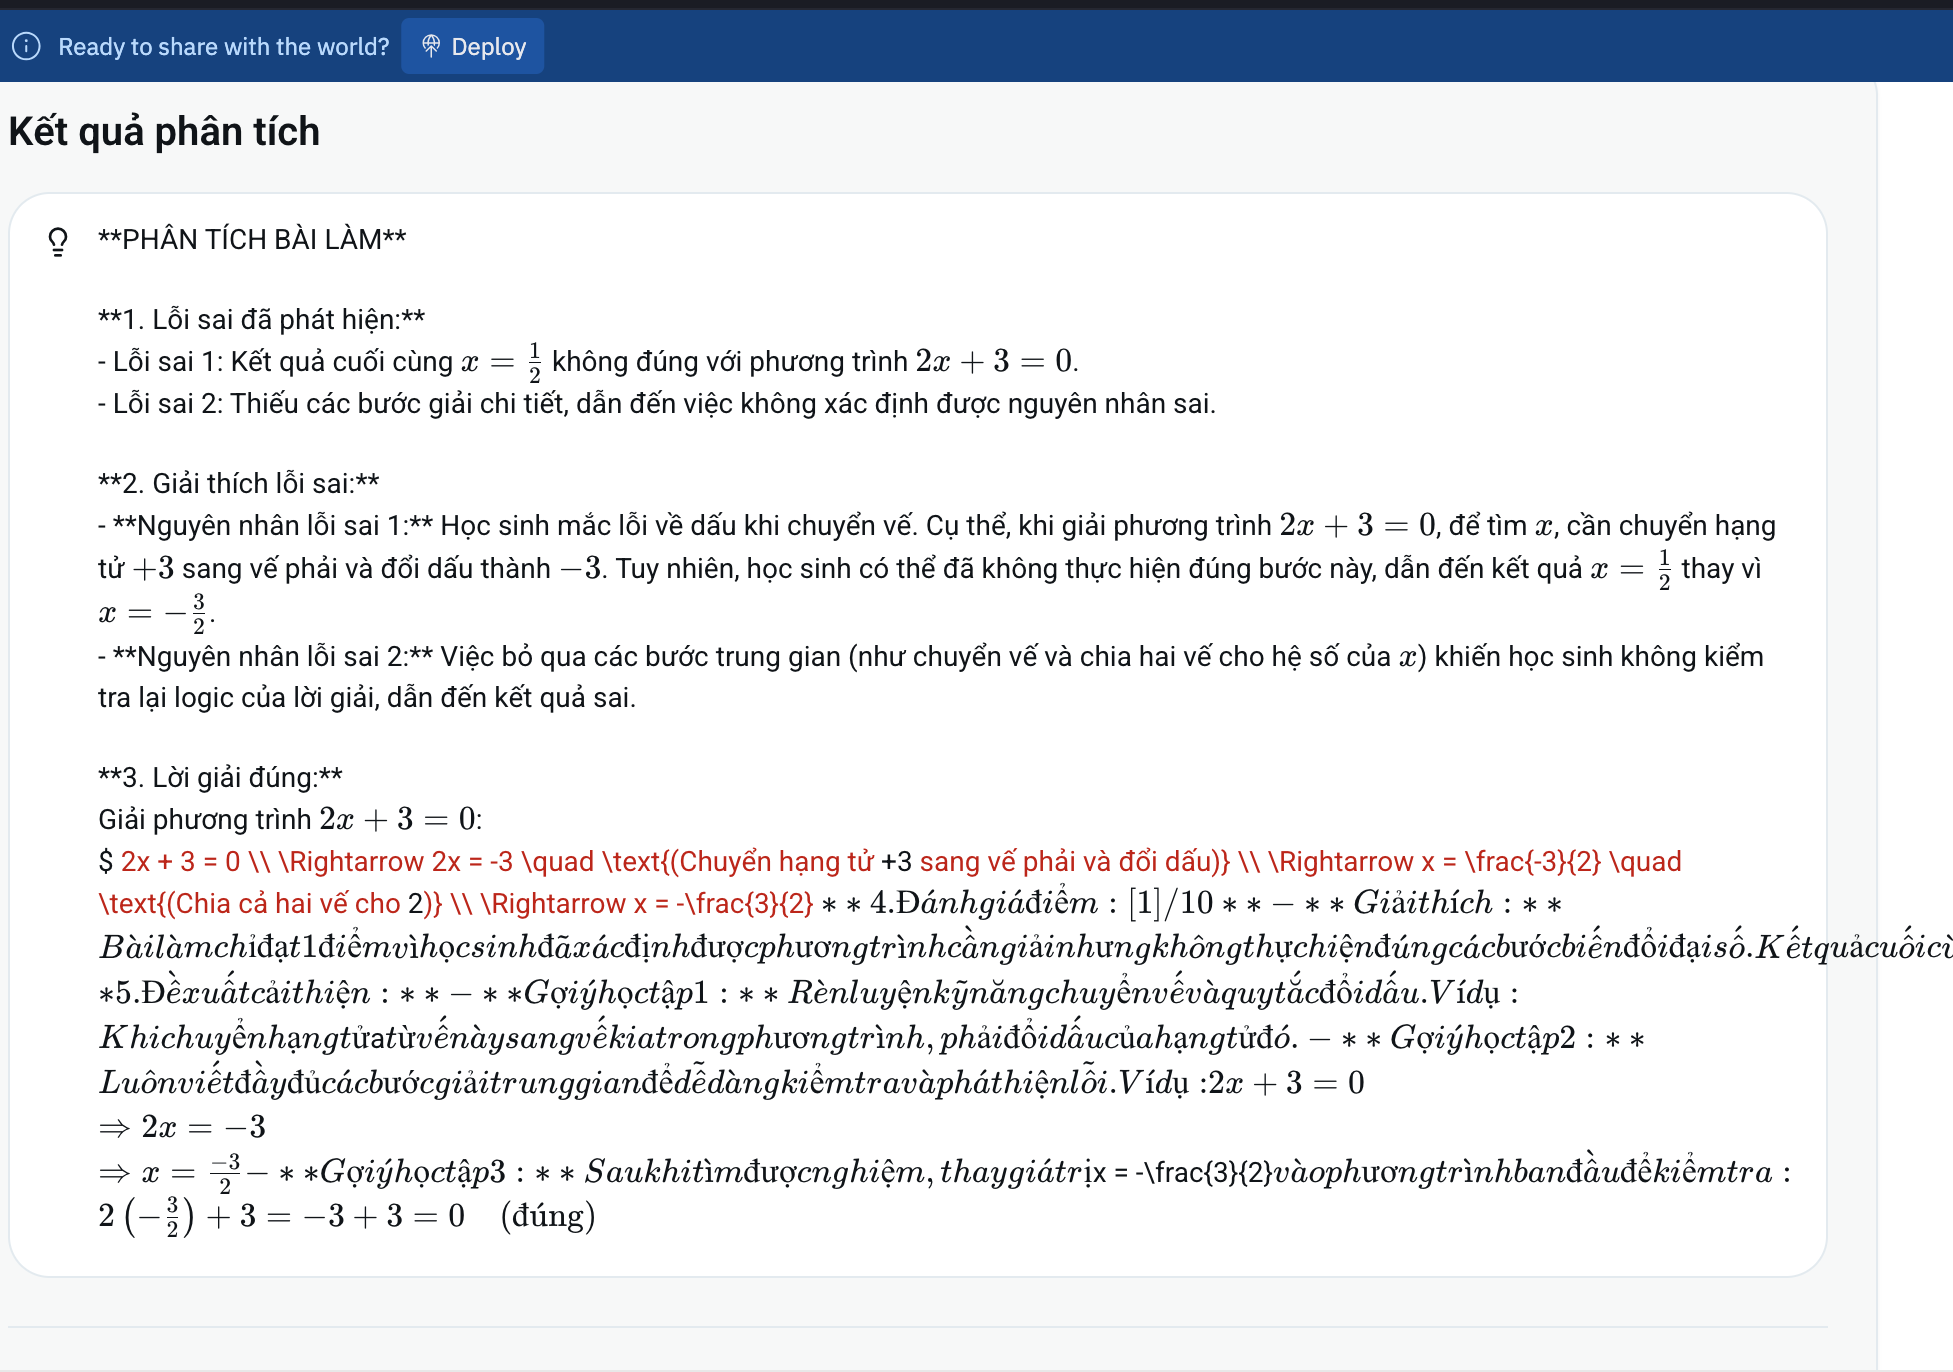 Ready to share with the world? Deploy
Kết quả phân tích
**PHÂN TÍCH BÀI LÀM**
**1. Lỗi sai đã phát hiện:**
- Lỗi sai 1: Kết quả cuối cùng x = 1/2 không đúng với phương trình 2x + 3 = 0.
- Lỗi sai 2: Thiếu các bước giải chi tiết, dẫn đến việc không xác định được nguyên nhân sai.
**2. Giải thích lỗi sai:**
- **Nguyên nhân lỗi sai 1:** Học sinh mắc lỗi về dấu khi chuyển vế. Cụ thể, khi giải phương trình 2x + 3 = 0, để tìm x, cần chuyển hạng
tử +3 sang vế phải và đổi dấu thành −3. Tuy nhiên, học sinh có thể đã không thực hiện đúng bước này, dẫn đến kết quả x = 1/2 thay vì
x = −3/2.
- **Nguyên nhân lỗi sai 2:** Việc bỏ qua các bước trung gian (như chuyển vế và chia hai vế cho hệ số của x) khiến học sinh không kiểm
tra lại logic của lời giải, dẫn đến kết quả sai.
**3. Lời giải đúng:**
Giải phương trình 2x + 3 = 0:
$ 2x + 3 = 0 \\ \Rightarrow 2x = -3 \quad \text{(Chuyển hạng tử +3 sang vế phải và đổi dấu)} \\ \Rightarrow x = \frac{-3}{2} \quad
\text{(Chia cả hai vế cho 2)} \\ \Rightarrow x = -\frac{3}{2} ∗ ∗ 4.Đánhgiáđiểm : [1]/10 ∗ ∗ − ∗ ∗ Giảithích : ∗ ∗
Bàilàmchỉđạt1điểmvìhọcsinhđãxácđịnhđượcphươngtrìnhcầngiảinhưngkhôngthựchiệnđúngcácbướcbiếnđổiđạisố.Kếtquảcuốic
∗5.Đềxuấtcảithiện : ∗ ∗ − ∗ ∗Gợiýhọctập1 : ∗ ∗ Rènluyệnkỹnăngchuyểnvếvàquytắcđổidấu.Vídụ :
Khichuyểnhạngtửatừvếnàysangvếkiatrongphươngtrình, phảiđổidấucủahạngtửđó. − ∗ ∗ Gợiýhọctập2 : ∗ ∗
Luônviếtđầyđủcácbướcgiảitrunggianđểdễdàngkiểmtravàpháthiệnlỗi.Vídụ :2x + 3 = 0
⇒ 2x = −3
⇒ x = −3/2 − ∗ ∗Gợiýhọctập3 : ∗ ∗ Saukhitìmđượcnghiệm, thaygiátrịx = -\frac{3}{2}vàophươngtrìnhbanđầuđểkiểmtra :
2 (−3/2) + 3 = −3 + 3 = 0 (đúng)